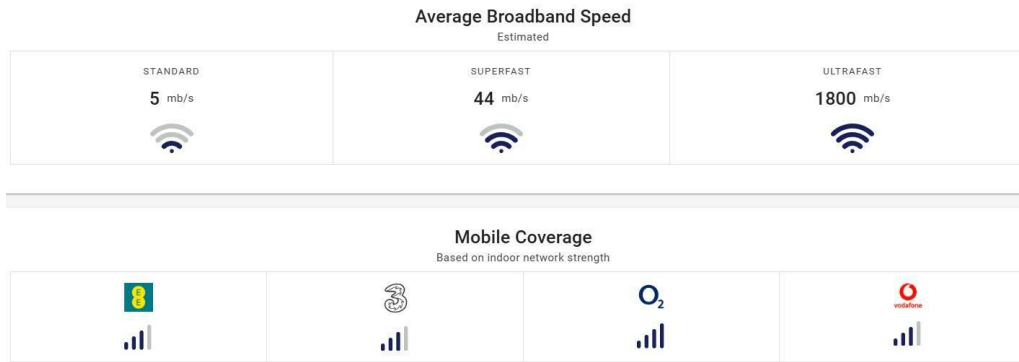 Average Broadband Speed
Estimated
STANDARD
SUPERFAST
ULTRAFAST
5 mb/s
44 mb/s
1800 mb/s
Mobile Coverage
Based on indoor network strength
EE
3
O2
vodafone